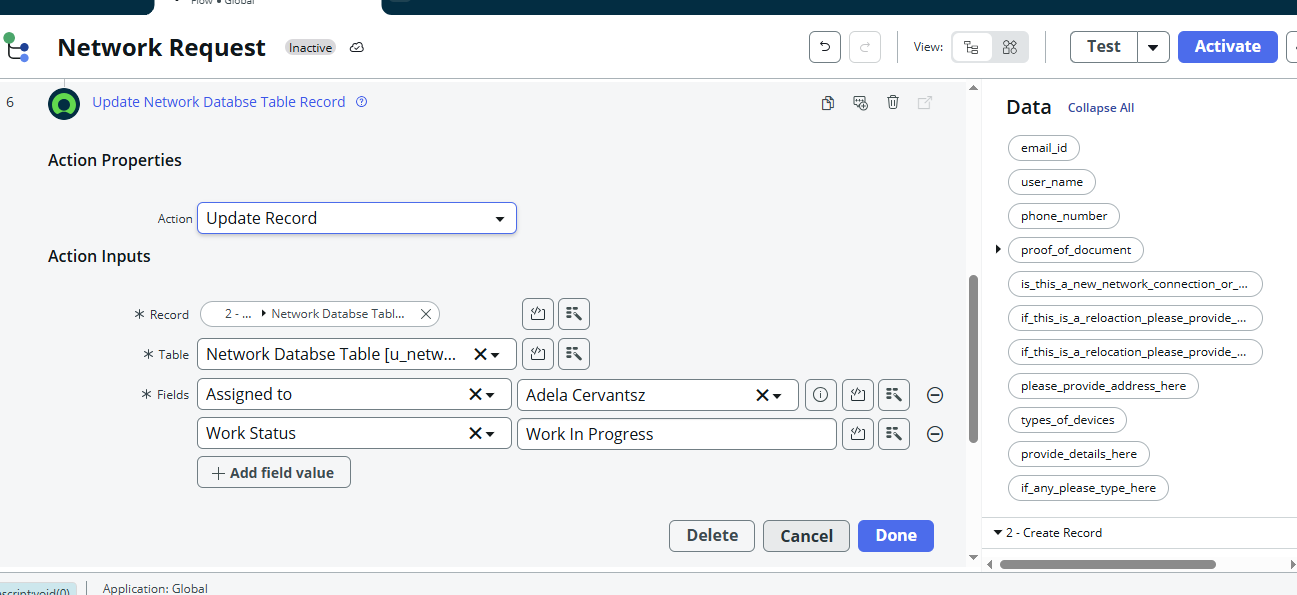 Flow • Global
Network Request Inactive View: Test Activate
6 Update Network Databse Table Record
Action Properties
Action Update Record
Action Inputs
* Record 2 - ... Network Databse Tabl...
* Table Network Databse Table [u_netw...
* Fields Assigned to Adela Cervantsz
Work Status Work In Progress
+ Add field value
Delete Cancel Done
Data Collapse All
email_id
user_name
phone_number
proof_of_document
is_this_a_new_network_connection_or_...
if_this_is_a_reloaction_please_provide_...
if_this_is_a_relocation_please_provide_...
please_provide_address_here
types_of_devices
provide_details_here
if_any_please_type_here
2 - Create Record
script:void(0) Application: Global